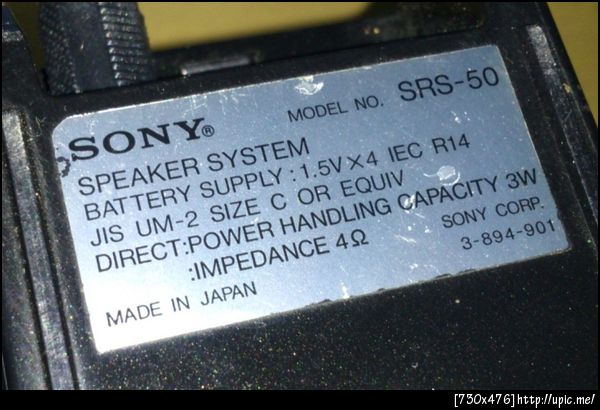 SONY® MODEL NO. SRS-50
SPEAKER SYSTEM
BATTERY SUPPLY : 1.5V×4 IEC R14
JIS UM-2 SIZE C OR EQUIV
DIRECT:POWER HANDLING CAPACITY 3W
:IMPEDANCE 4Ω
SONY CORP.
MADE IN JAPAN
3-894-901
[750x476]http://upic.me/